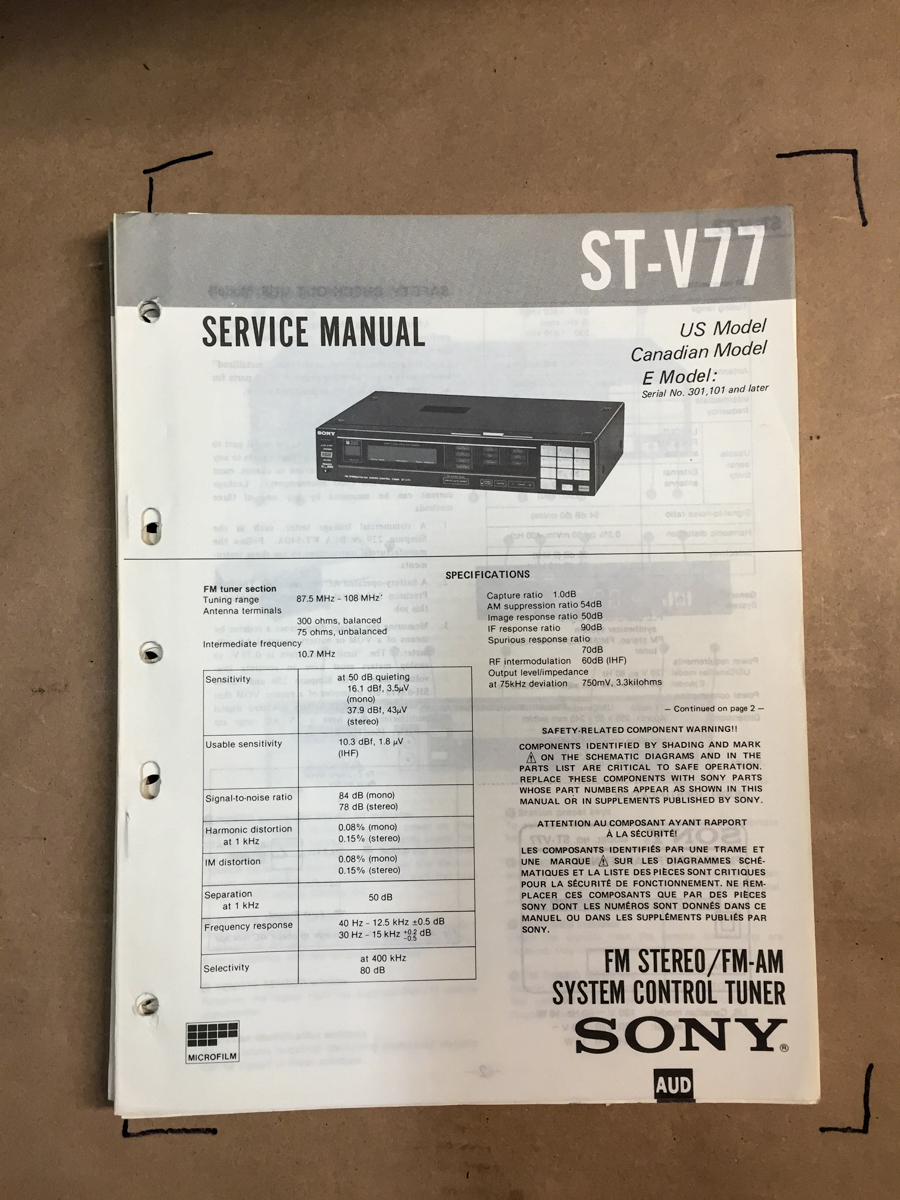 ST-V77
SERVICE MANUAL
US Model
Canadian Model
E Model:
Serial No. 301,101 and later
SONY
SPECIFICATIONS
FM tuner section
Tuning range 87.5 MHz - 108 MHz
Antenna terminals
300 ohms, balanced
75 ohms, unbalanced
Intermediate frequency
10.7 MHz
Sensitivity at 50 dB quieting
16.1 dBf, 3,5μV
(mono)
37.9 dBf, 43μV
(stereo)
Usable sensitivity 10.3 dBf, 1.8 μV
(IHF)
Signal-to-noise ratio 84 dB (mono)
78 dB (stereo)
Harmonic distortion 0.08% (mono)
at 1 kHz 0.15% (stereo)
IM distortion 0.08% (mono)
0.15% (stereo)
Separation
at 1 kHz 50 dB
Frequency response 40 Hz - 12.5 kHz ±0.5 dB
30 Hz - 15 kHz +0.2 -0.5 dB
Selectivity at 400 kHz
80 dB
Capture ratio 1.0dB
AM suppression ratio 54dB
Image response ratio 50dB
IF response ratio 90dB
Spurious response ratio
70dB
RF intermodulation 60dB (IHF)
Output level/impedance
at 75kHz deviation 750mV, 3.3kilohms
— Continued on page 2 —
SAFETY-RELATED COMPONENT WARNING!!
COMPONENTS IDENTIFIED BY SHADING AND MARK
⚠ ON THE SCHEMATIC DIAGRAMS AND IN THE
PARTS LIST ARE CRITICAL TO SAFE OPERATION.
REPLACE THESE COMPONENTS WITH SONY PARTS
WHOSE PART NUMBERS APPEAR AS SHOWN IN THIS
MANUAL OR IN SUPPLEMENTS PUBLISHED BY SONY.
ATTENTION AU COMPOSANT AYANT RAPPORT
À LA SÉCURITÉ!
LES COMPOSANTS IDENTIFIÉS PAR UNE TRAME ET
UNE MARQUE ⚠ SUR LES DIAGRAMMES SCHÉ-
MATIQUES ET LA LISTE DES PIÈCES SONT CRITIQUES
POUR LA SÉCURITÉ DE FONCTIONNEMENT. NE REM-
PLACER CES COMPOSANTS QUE PAR DES PIÈCES
SONY DONT LES NUMÉROS SONT DONNÉS DANS CE
MANUEL OU DANS LES SUPPLÉMENTS PUBLIÉS PAR
SONY.
FM STEREO/FM-AM
SYSTEM CONTROL TUNER
SONY®
MICROFILM
AUD